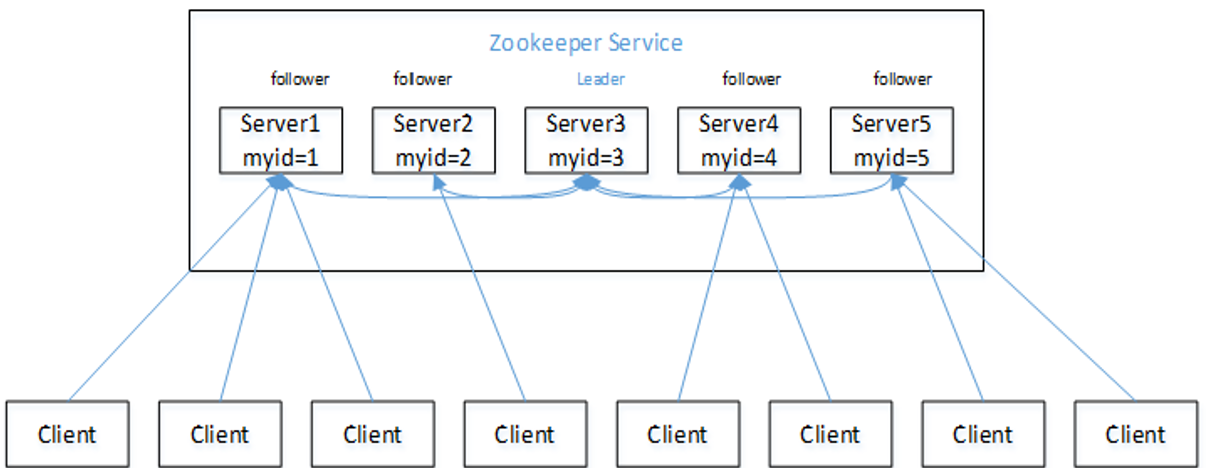 Zookeeper Service
follower follower Leader follower follower
Server1 Server2 Server3 Server4 Server5
myid=1 myid=2 myid=3 myid=4 myid=5
Client Client Client Client Client Client Client Client